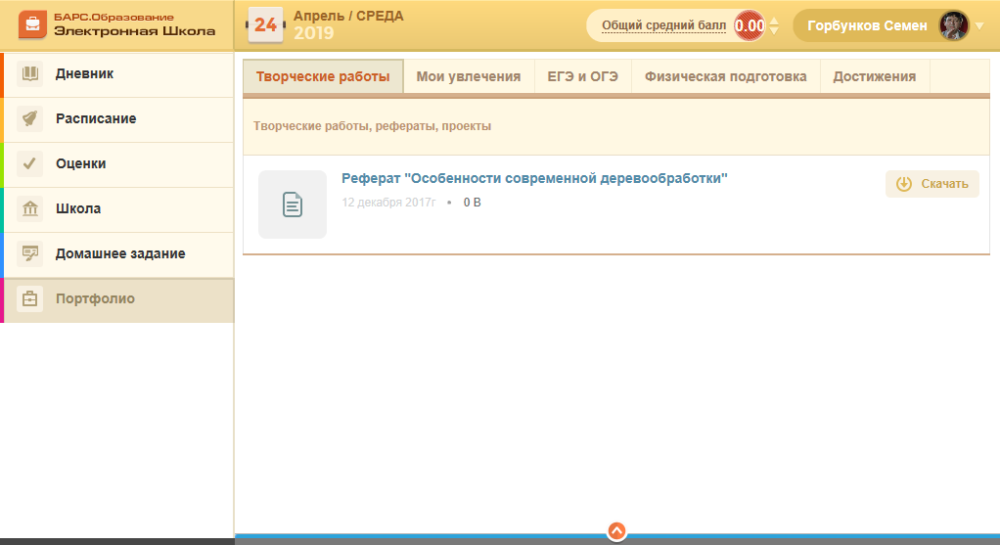 БАРС.Образование
Электронная Школа
24
Апрель / СРЕДА
2019
Общий средний балл
0.00
Горбунков Семен
Дневник
Расписание
Оценки
Школа
Домашнее задание
Портфолио
Творческие работы
Мои увлечения
ЕГЭ и ОГЭ
Физическая подготовка
Достижения
Творческие работы, рефераты, проекты
Реферат "Особенности современной деревообработки"
12 декабря 2017г • 0 B
Скачать